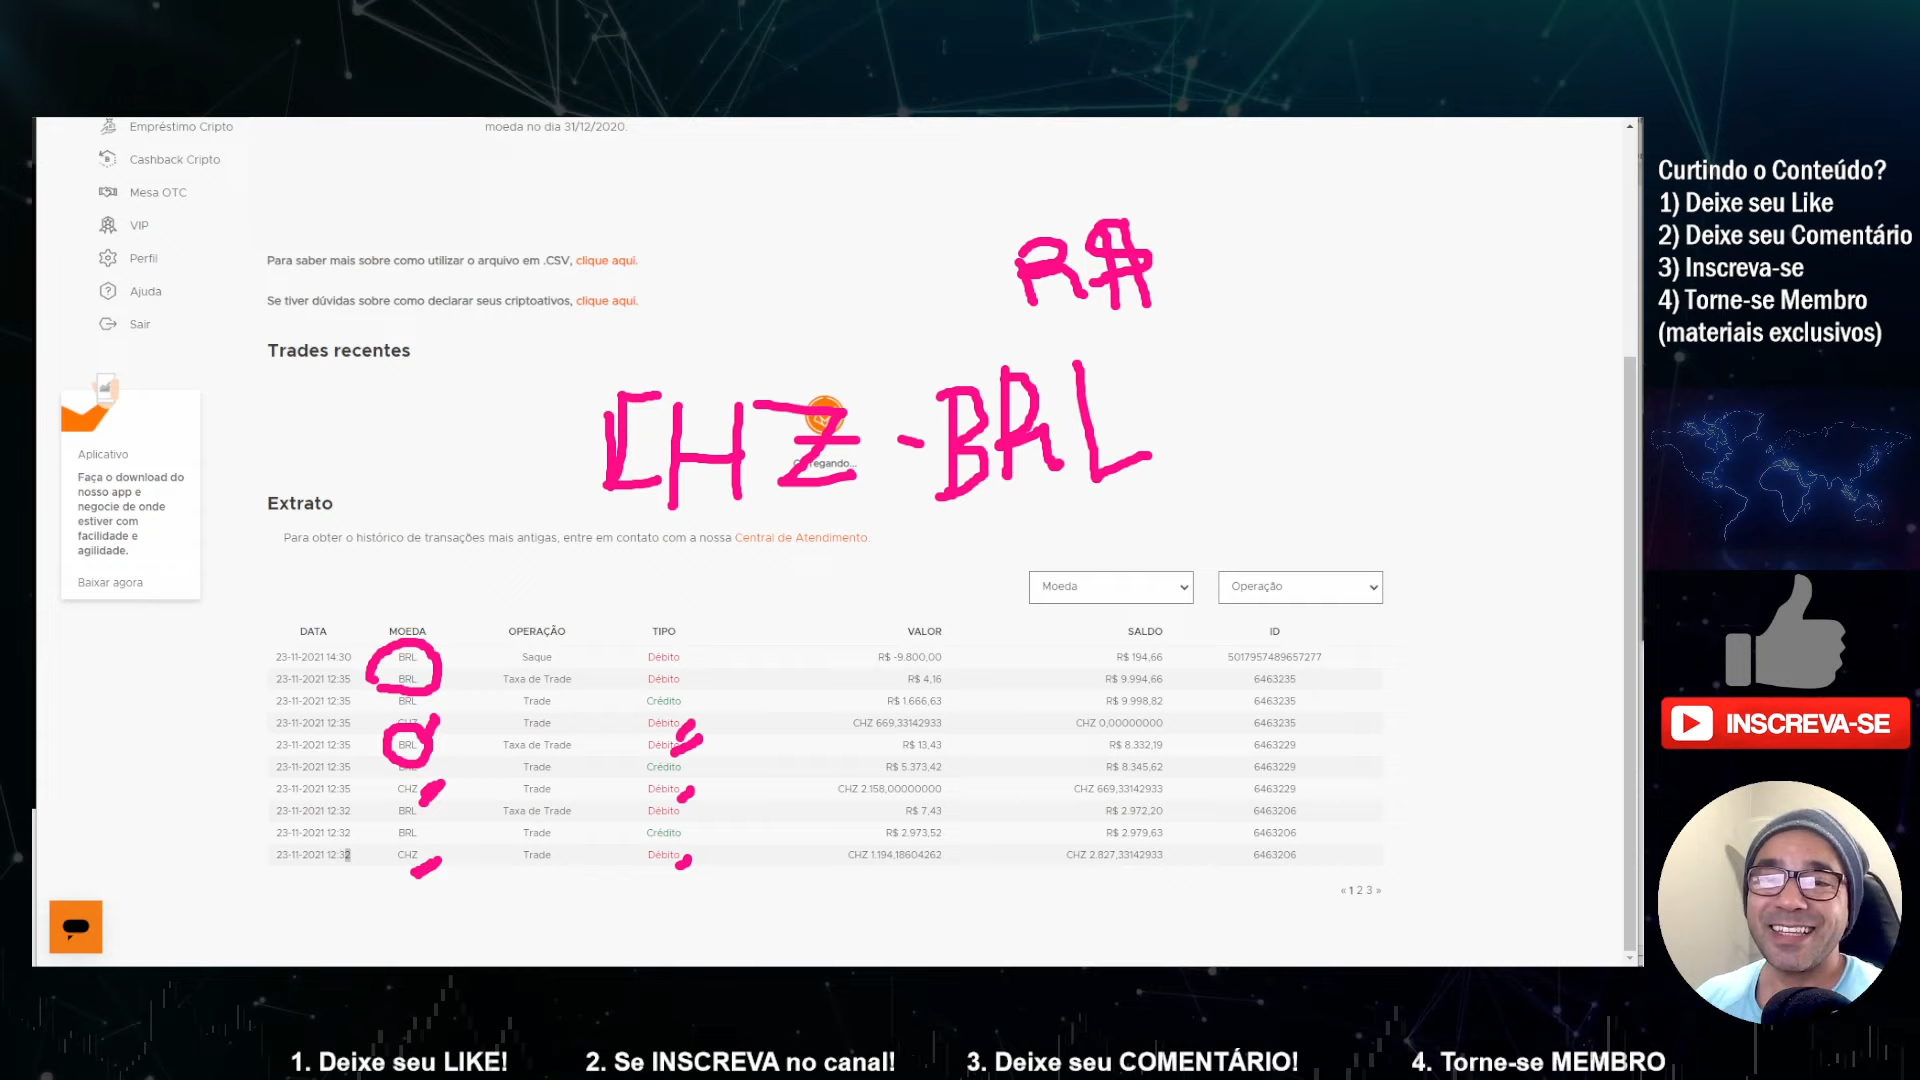 Empréstimo Cripto
moeda no dia 31/12/2020.
Cashback Cripto
Mesa OTC
VIP
Perfil
Ajuda
Sair
Para saber mais sobre como utilizar o arquivo em .CSV, clique aqui.
Se tiver dúvidas sobre como declarar seus criptoativos, clique aqui.
R$
Trades recentes
CHZ - BRL
Aplicativo
Faça o download do
nosso app e
negocie de onde
estiver com
facilidade e
agilidade.
Baixar agora
Extrato
Para obter o histórico de transações mais antigas, entre em contato com a nossa Central de Atendimento.
Moeda Operação
DATA MOEDA OPERAÇÃO TIPO VALOR SALDO ID
23-11-2021 14:30 BRL Saque Débito R$ -9.800,00 R$ 194,66 5017957489657277
23-11-2021 12:35 BRL Taxa de Trade Débito R$ 4,16 R$ 9.994,66 6463235
23-11-2021 12:35 BRL Trade Crédito R$ 1.666,63 R$ 9.998,82 6463235
23-11-2021 12:35 CHZ Trade Débito CHZ 669,33142933 CHZ 0,00000000 6463235
23-11-2021 12:35 BRL Taxa de Trade Débito R$ 13,43 R$ 8.332,19 6463229
23-11-2021 12:35 BRL Trade Crédito R$ 5.373,42 R$ 8.345,62 6463229
23-11-2021 12:35 CHZ Trade Débito CHZ 2.158,00000000 CHZ 669,33142933 6463229
23-11-2021 12:32 BRL Taxa de Trade Débito R$ 7,43 R$ 2.972,20 6463206
23-11-2021 12:32 BRL Trade Crédito R$ 2.973,52 R$ 2.979,63 6463206
23-11-2021 12:32 CHZ Trade Débito CHZ 1.194,18604262 CHZ 2.827,33142933 6463206
« 1 2 3 »
Curtindo o Conteúdo?
1) Deixe seu Like
2) Deixe seu Comentário
3) Inscreva-se
4) Torne-se Membro
(materiais exclusivos)
INSCREVA-SE
1. Deixe seu LIKE! 2. Se INSCREVA no canal! 3. Deixe seu COMENTÁRIO! 4. Torne-se MEMBRO